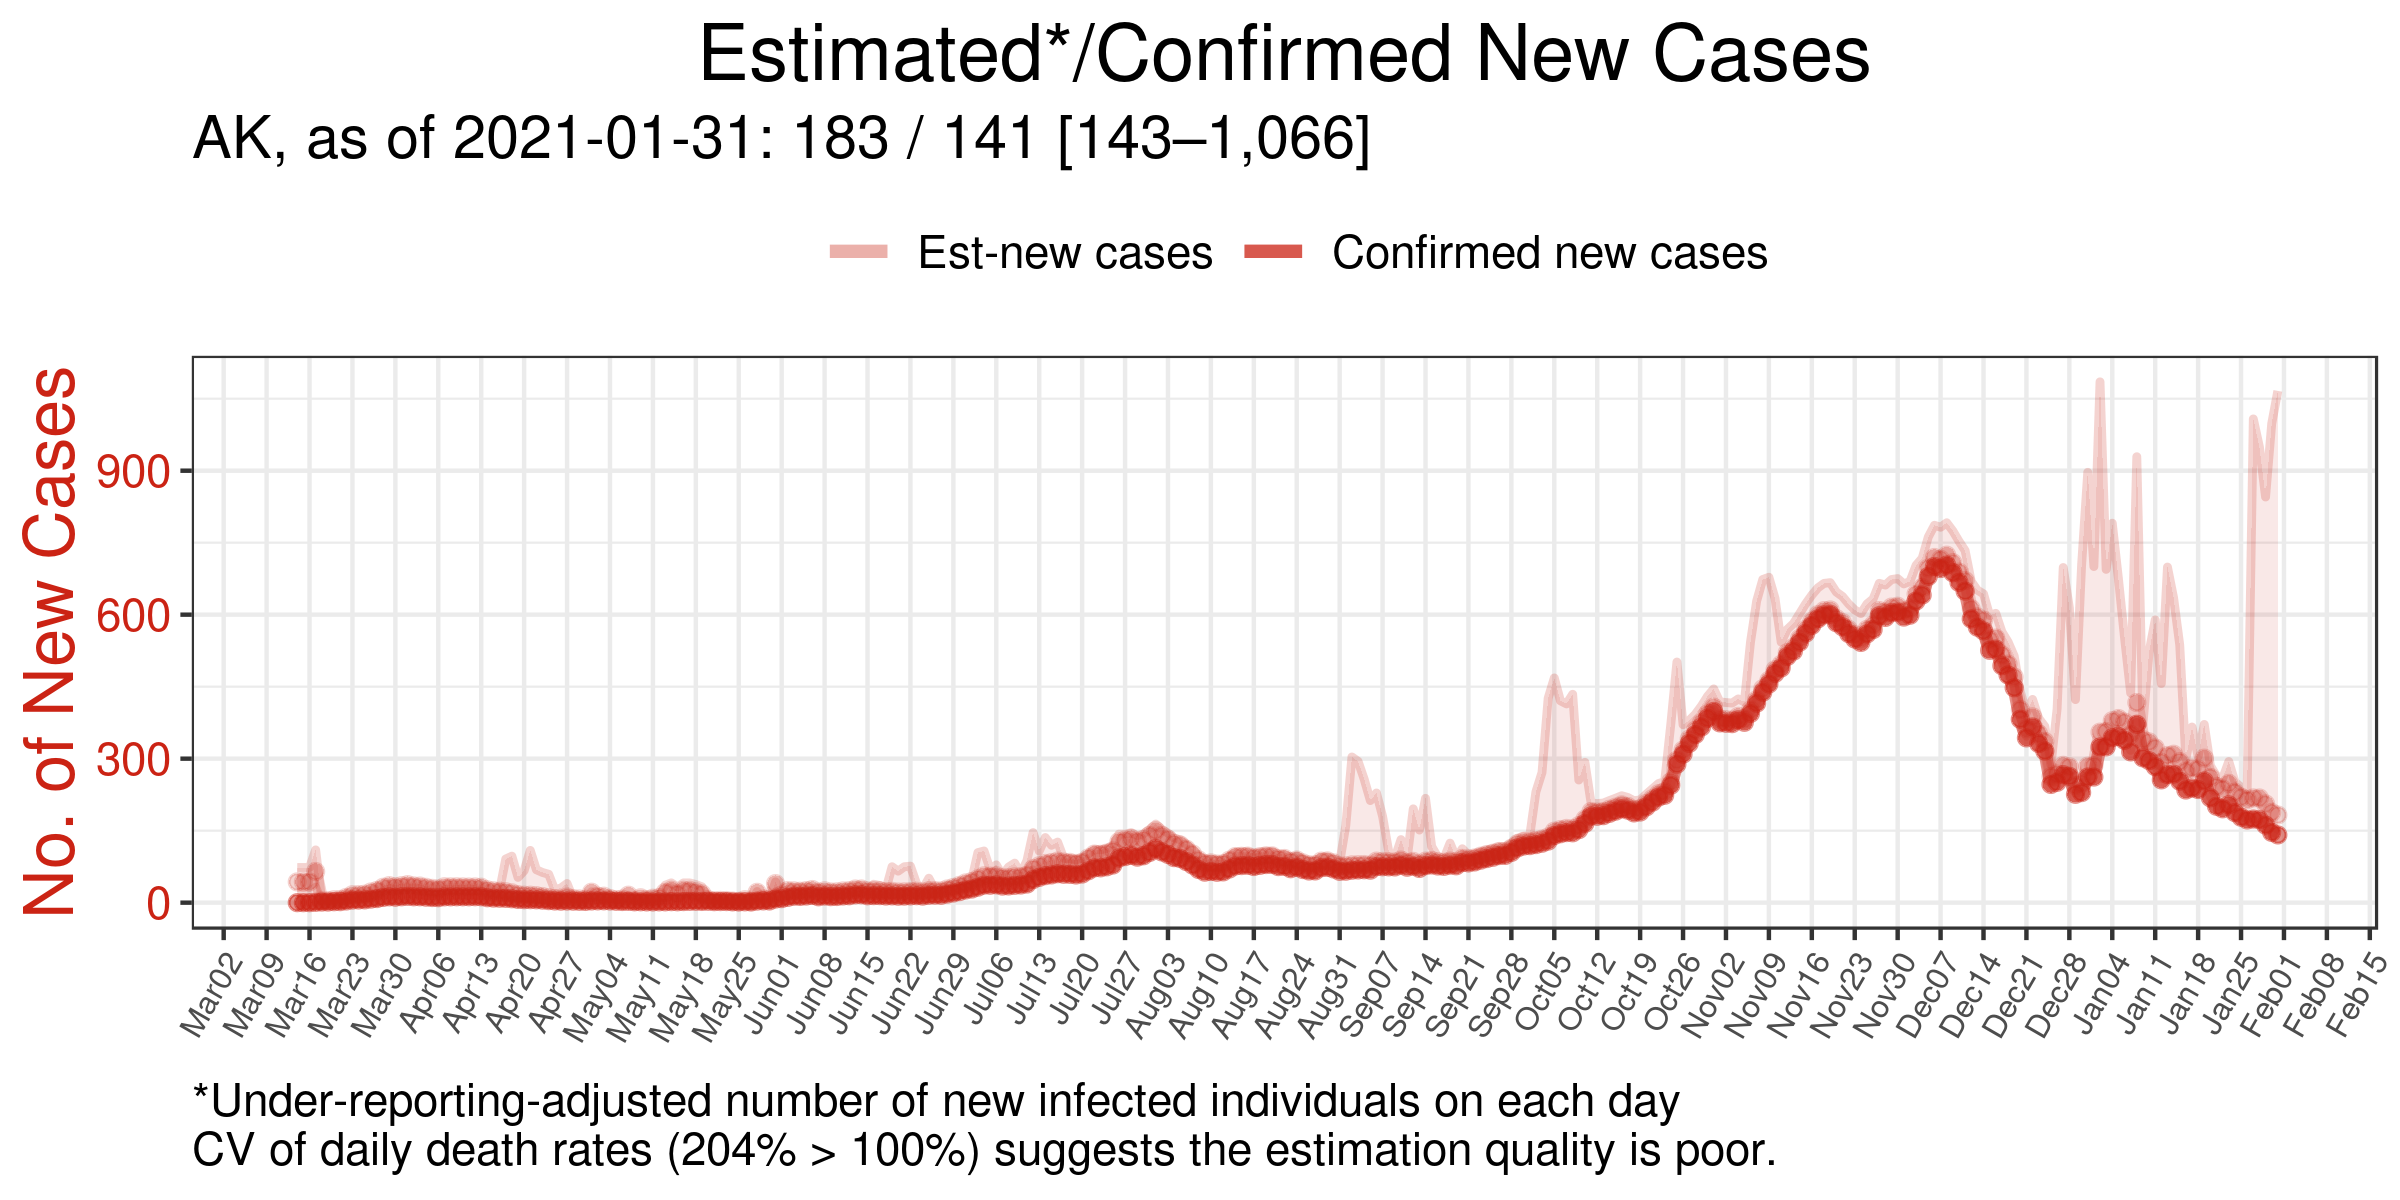 Estimated*/Confirmed New Cases
AK, as of 2021-01-31: 183 / 141 [143–1,066]
Est-new cases
Confirmed new cases
No. of New Cases
900
600
300
0
Mar02
Mar09
Mar16
Mar23
Mar30
Apr06
Apr13
Apr20
Apr27
May04
May11
May18
May25
Jun01
Jun08
Jun15
Jun22
Jun29
Jul06
Jul13
Jul20
Jul27
Aug03
Aug10
Aug17
Aug24
Aug31
Sep07
Sep14
Sep21
Sep28
Oct05
Oct12
Oct19
Oct26
Nov02
Nov09
Nov16
Nov23
Nov30
Dec07
Dec14
Dec21
Dec28
Jan04
Jan11
Jan18
Jan25
Feb01
Feb08
Feb15
*Under-reporting-adjusted number of new infected individuals on each day
CV of daily death rates (204% > 100%) suggests the estimation quality is poor.